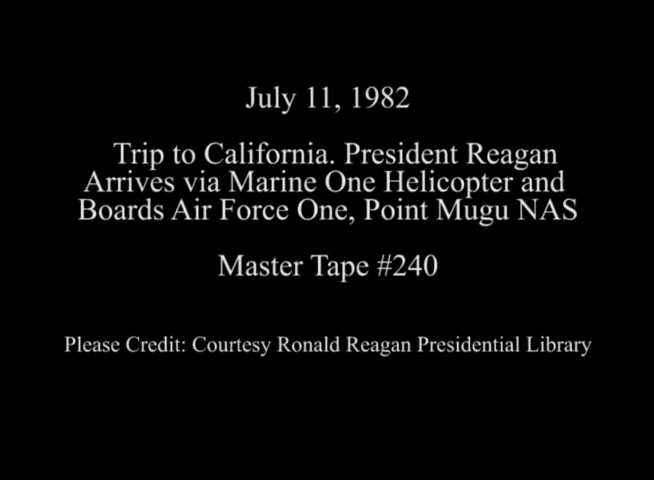 July 11, 1982
Trip to California. President Reagan
Arrives via Marine One Helicopter and
Boards Air Force One, Point Mugu NAS
Master Tape #240
Please Credit: Courtesy Ronald Reagan Presidential Library